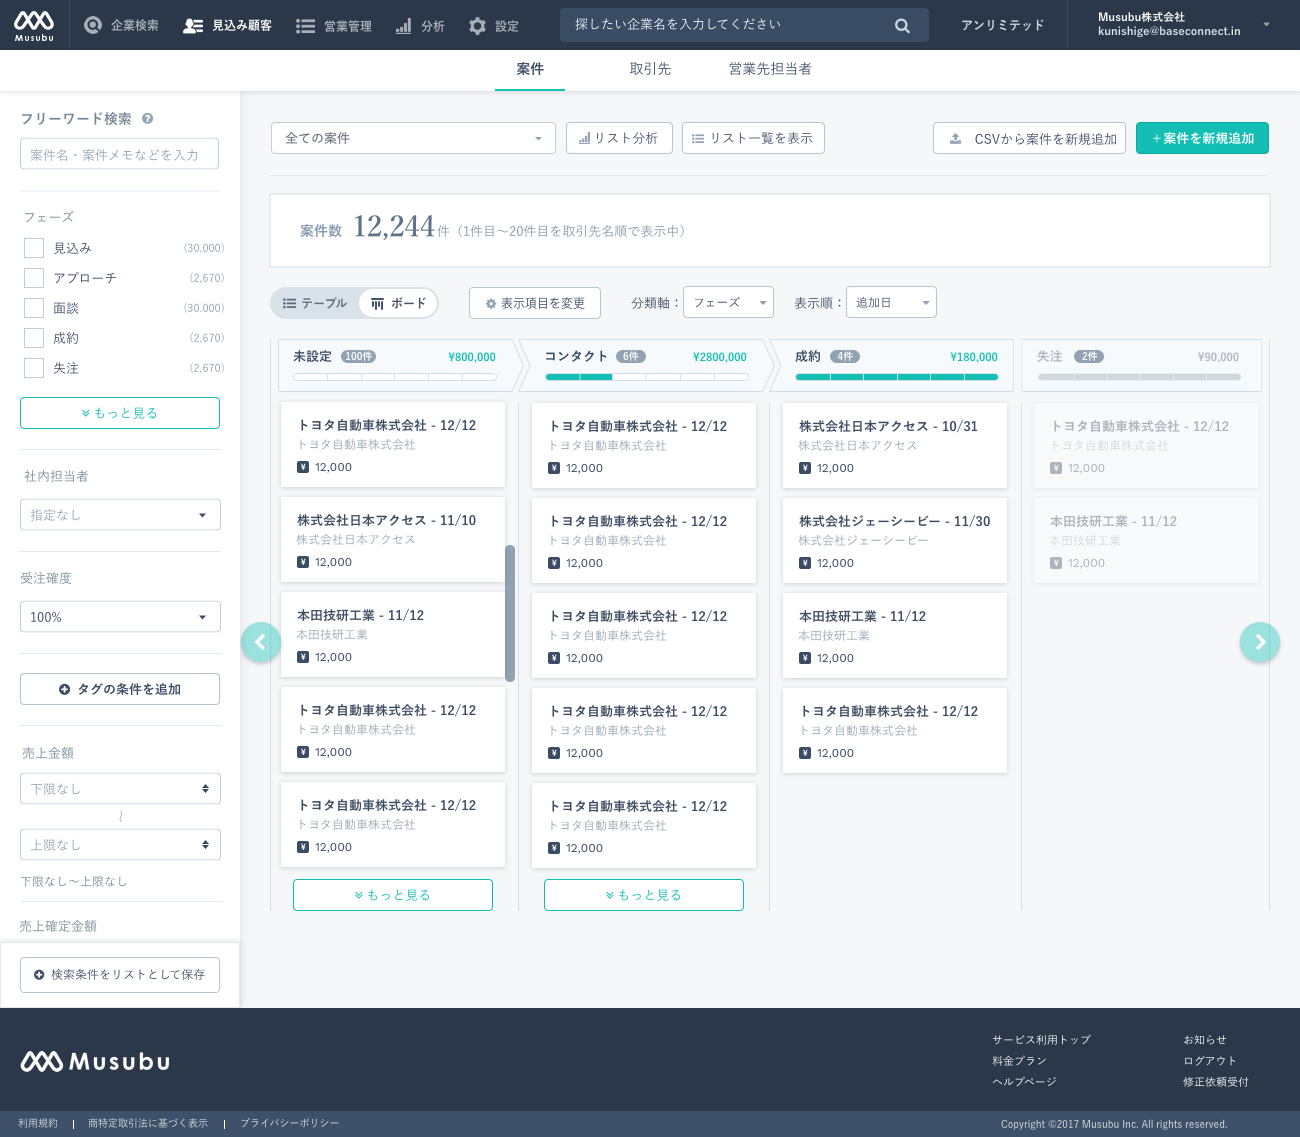 Musubu
企業検索
見込み顧客
営業管理
分析
設定
探したい企業名を入力してください
アンリミテッド
Musubu株式会社
kunishige@baseconnect.in
案件
取引先
営業先担当者
フリーワード検索
案件名・案件メモなどを入力
フェーズ
見込み (30,000)
アプローチ (2,670)
面談 (30.000)
成約 (2,670)
失注 (2,670)
もっと見る
社内担当者
指定なし
受注確度
100%
タグの条件を追加
売上金額
下限なし
〜
上限なし
下限なし〜上限なし
売上確定金額
検索条件をリストとして保存
全ての案件
リスト分析
リスト一覧を表示
CSVから案件を新規追加
+案件を新規追加
案件数 12,244件（1件目〜20件目を取引先名順で表示中）
テーブル
ボード
表示項目を変更
分類軸：
フェーズ
表示順：
追加日
未設定 100件 ¥800,000
トヨタ自動車株式会社 - 12/12
トヨタ自動車株式会社
¥ 12,000
株式会社日本アクセス - 11/10
株式会社日本アクセス
¥ 12,000
本田技研工業 - 11/12
本田技研工業
¥ 12,000
トヨタ自動車株式会社 - 12/12
トヨタ自動車株式会社
¥ 12,000
トヨタ自動車株式会社 - 12/12
トヨタ自動車株式会社
¥ 12,000
もっと見る
コンタクト 6件 ¥2800,000
トヨタ自動車株式会社 - 12/12
トヨタ自動車株式会社
¥ 12,000
トヨタ自動車株式会社 - 12/12
トヨタ自動車株式会社
¥ 12,000
トヨタ自動車株式会社 - 12/12
トヨタ自動車株式会社
¥ 12,000
トヨタ自動車株式会社 - 12/12
トヨタ自動車株式会社
¥ 12,000
トヨタ自動車株式会社 - 12/12
トヨタ自動車株式会社
¥ 12,000
もっと見る
成約 4件 ¥180,000
株式会社日本アクセス - 10/31
株式会社日本アクセス
¥ 12,000
株式会社ジェーシービー - 11/30
株式会社ジェーシービー
¥ 12,000
本田技研工業 - 11/12
本田技研工業
¥ 12,000
トヨタ自動車株式会社 - 12/12
トヨタ自動車株式会社
¥ 12,000
失注 2件 ¥90,000
トヨタ自動車株式会社 - 12/12
トヨタ自動車株式会社
¥ 12,000
本田技研工業 - 11/12
本田技研工業
¥ 12,000
Musubu
サービス利用トップ
料金プラン
ヘルプページ
お知らせ
ログアウト
修正依頼受付
利用規約 | 商特定取引法に基づく表示 | プライバシーポリシー
Copyright ©2017 Musubu Inc. All rights reserved.